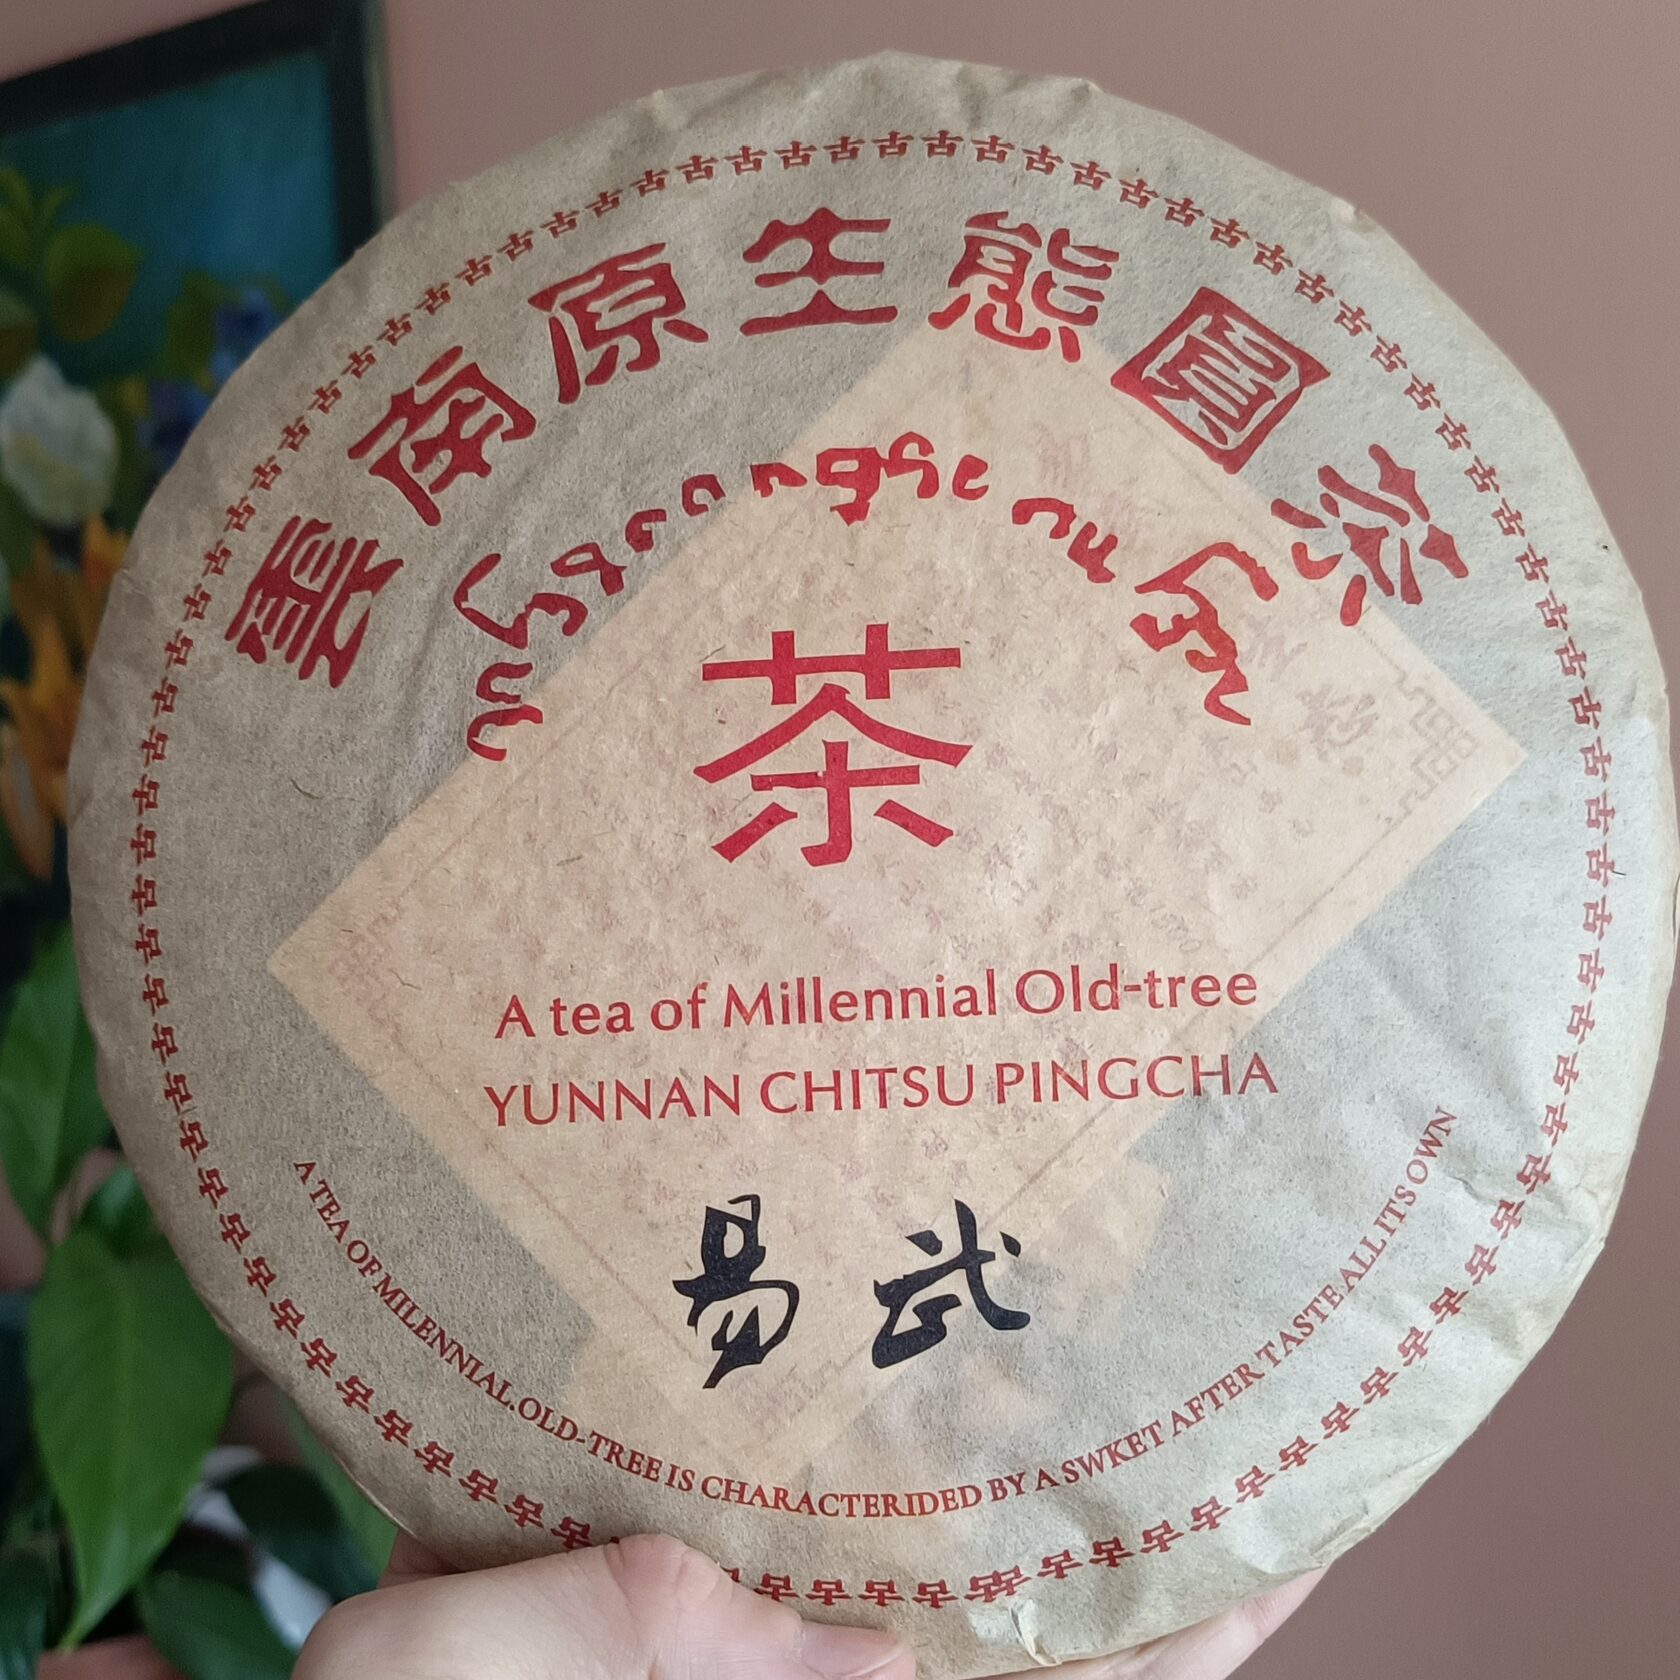 雲南原生態圓茶
茶
A tea of Millennial Old-tree
YUNNAN CHITSU PINGCHA
易武
A TEA OF MILENNIAL.OLD-TREE IS CHARACTERIDED BY A SWKET AFTER TASTE ALL ITS OWN